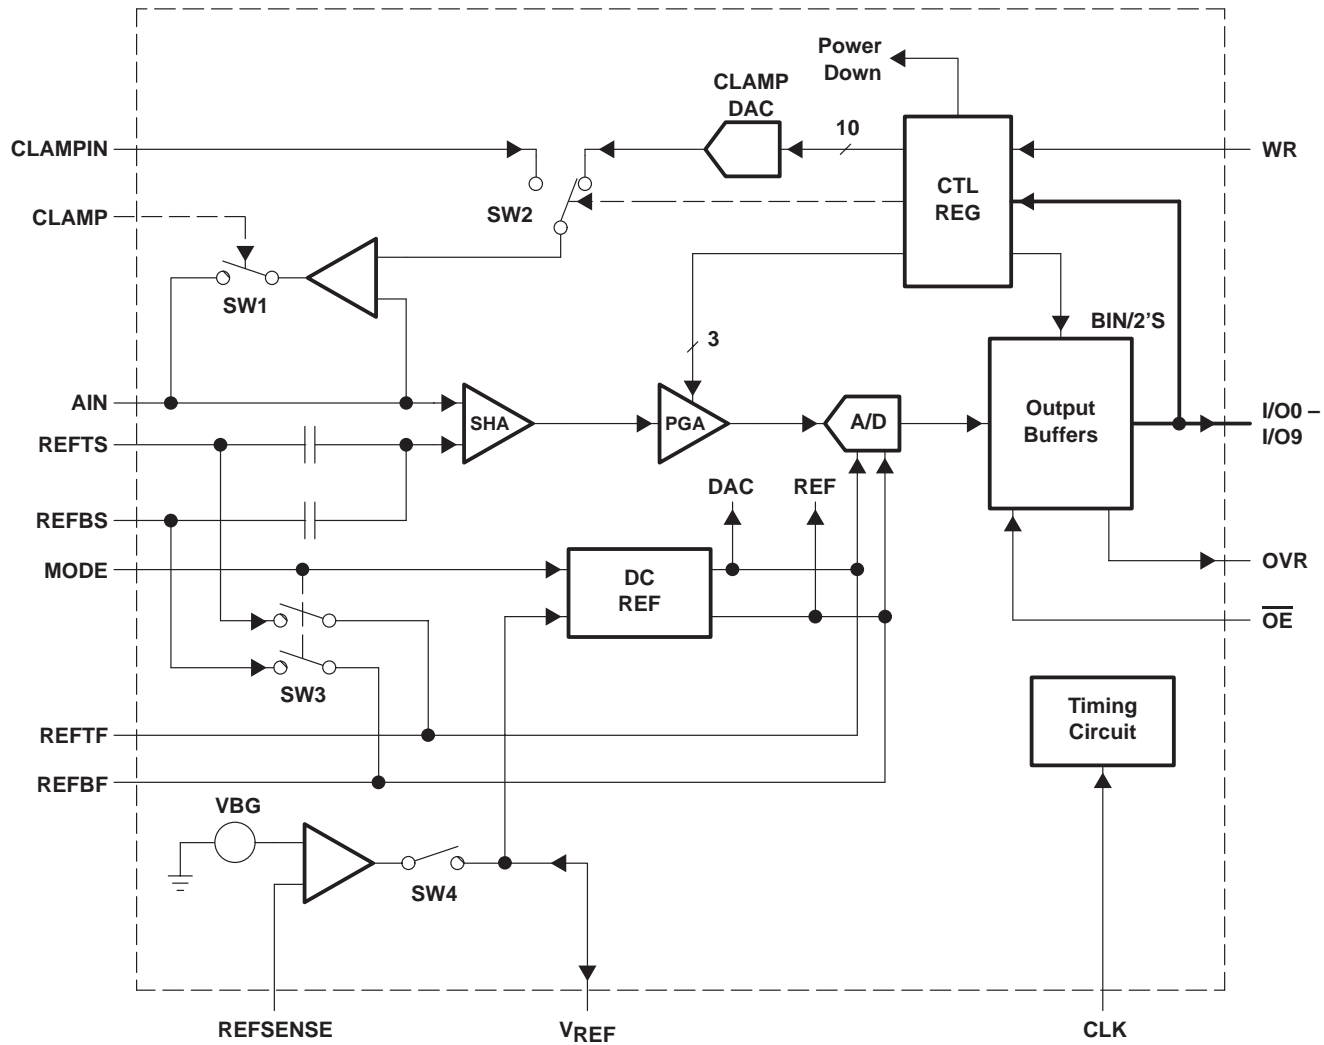 Power
Down
CLAMP
DAC
10
CLAMPIN
WR
CTL
REG
SW2
CLAMP
SW1
BIN/2’S
3
AIN
SHA
PGA
A/D
Output
Buffers
I/O0 –
I/O9
REFTS
DAC
REF
REFBS
MODE
DC
REF
OVR
OE
SW3
Timing
Circuit
REFTF
REFBF
VBG
SW4
REFSENSE
VREF
CLK